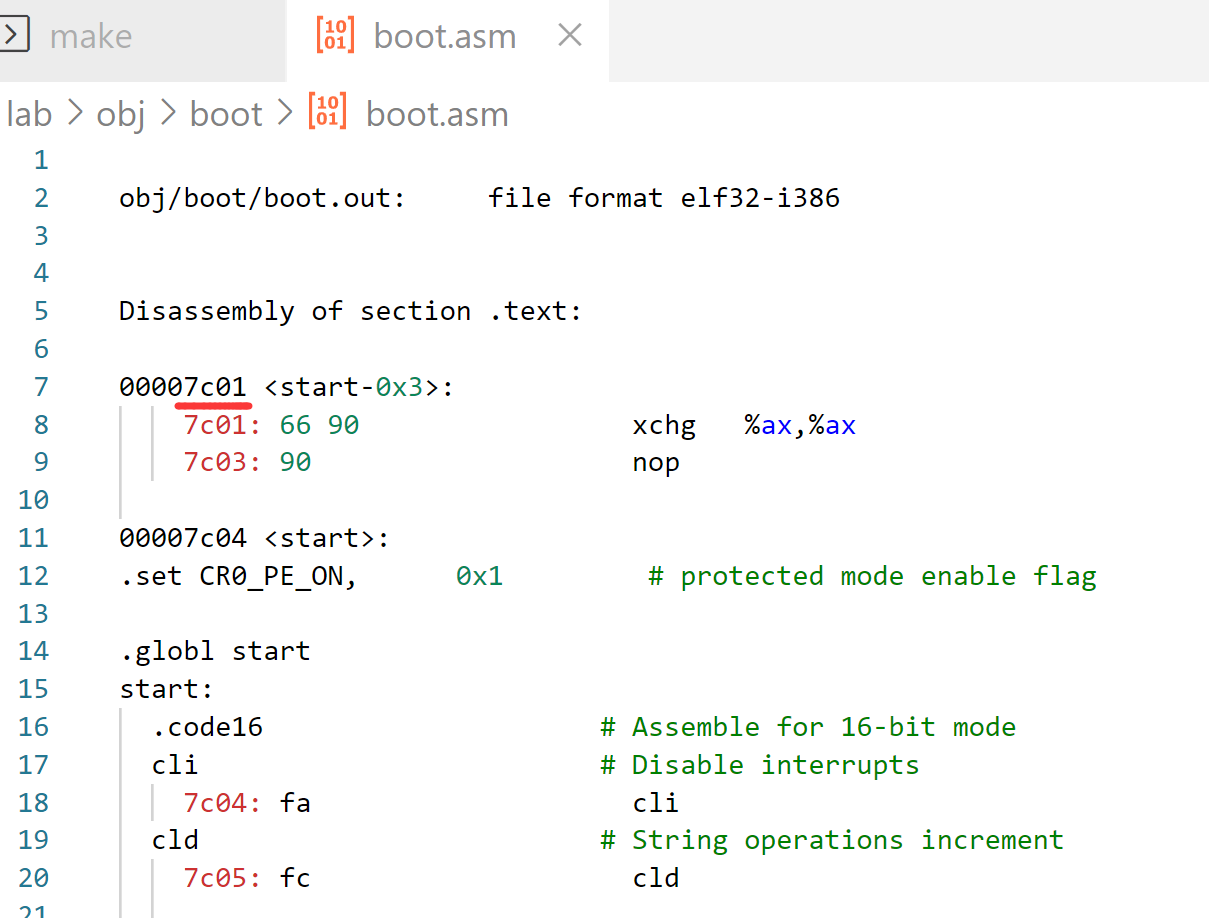 make boot.asm
lab > obj > boot > boot.asm
1
2 obj/boot/boot.out:     file format elf32-i386
3
4
5 Disassembly of section .text:
6
7 00007c01 <start-0x3>:
8     7c01: 66 90                 xchg   %ax,%ax
9     7c03: 90                    nop
10
11 00007c04 <start>:
12 .set CR0_PE_ON,      0x1         # protected mode enable flag
13
14 .globl start
15 start:
16   .code16                     # Assemble for 16-bit mode
17   cli                         # Disable interrupts
18     7c04: fa                    cli
19   cld                         # String operations increment
20     7c05: fc                    cld
21